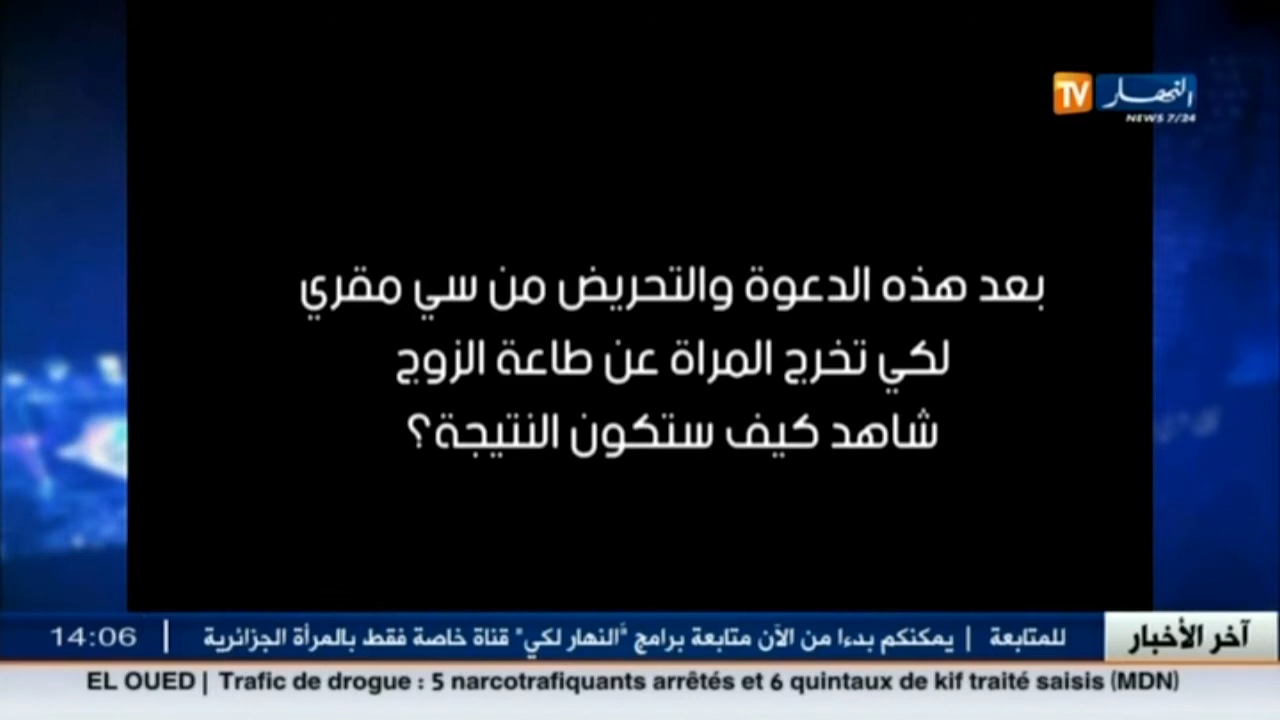 النهار TV
NEWS 7/24
بعد هذه الدعوة والتحريض من سي مقري
لكي تخرج المراة عن طاعة الزوج
شاهد كيف ستكون النتيجة؟
آخر الأخبار
للمتابعة | يمكنكم بدءا من الآن متابعة برامج "النهار لكي" قناة خاصة فقط بالمرأة الجزائرية | 14:06
EL OUED | Trafic de drogue : 5 narcotrafiquants arrêtés et 6 quintaux de kif traité saisis (MDN)